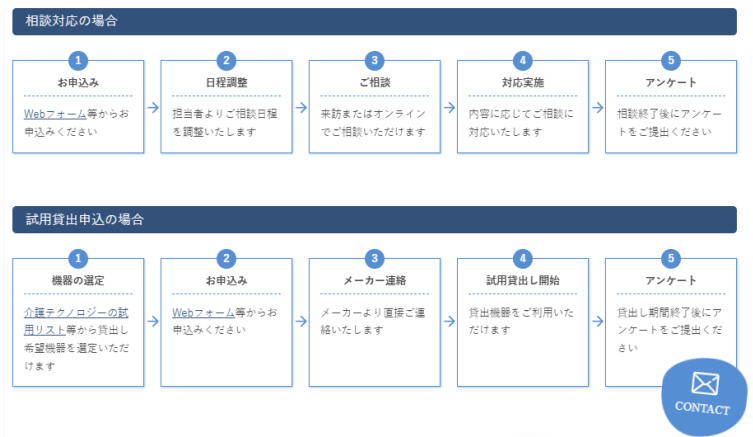 相談対応の場合
1
お申込み
Webフォーム等からお
申込みください
2
日程調整
担当者よりご相談日程
を調整いたします
3
ご相談
来訪またはオンライン
でご相談いただけます
4
対応実施
内容に応じてご相談に
対応いたします
5
アンケート
相談終了後にアンケー
トをご提出ください
試用貸出申込の場合
1
機器の選定
介護テクノロジーの試
用リスト等から貸出し
希望機器を選定いただ
けます
2
お申込み
Webフォーム等からお
申込みください
3
メーカー連絡
メーカーより直接ご連
絡いたします
4
試用貸出し開始
貸出機器をご利用いた
だけます
5
アンケート
貸出し期間終了後にア
ンケートをご提出くだ
さい
CONTACT